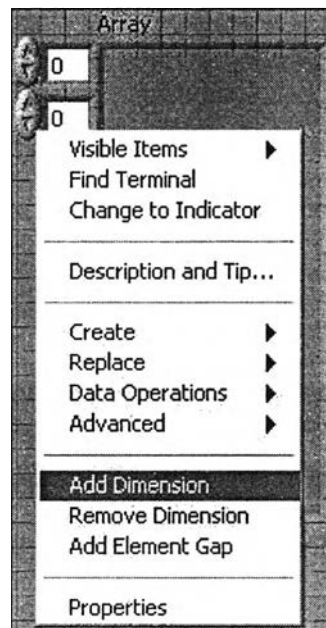 Array
0
0
Visible Items
Find Terminal
Change to Indicator
Description and Tip...
Create
Replace
Data Operations
Advanced
Add Dimension
Remove Dimension
Add Element Gap
Properties